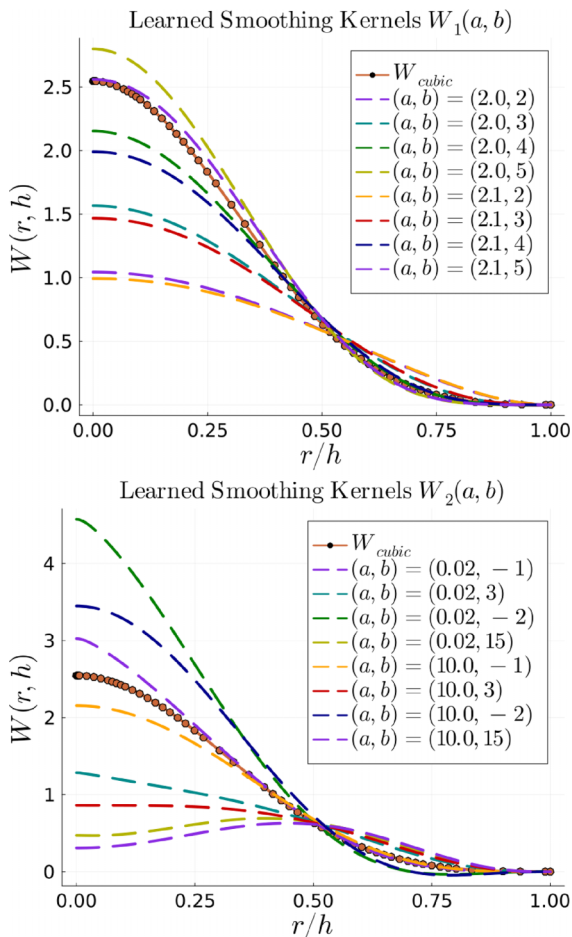 Learned Smoothing Kernels W₁(a, b)
W(r, h)
2.5
2.0
1.5
1.0
0.5
0.0
W_cubic
(a, b) = (2.0, 2)
(a, b) = (2.0, 3)
(a, b) = (2.0, 4)
(a, b) = (2.0, 5)
(a, b) = (2.1, 2)
(a, b) = (2.1, 3)
(a, b) = (2.1, 4)
(a, b) = (2.1, 5)
0.00 0.25 0.50 0.75 1.00
r/h
Learned Smoothing Kernels W₂(a, b)
W(r, h)
4
3
2
1
0
W_cubic
(a, b) = (0.02, − 1)
(a, b) = (0.02, 3)
(a, b) = (0.02, − 2)
(a, b) = (0.02, 15)
(a, b) = (10.0, − 1)
(a, b) = (10.0, 3)
(a, b) = (10.0, − 2)
(a, b) = (10.0, 15)
0.00 0.25 0.50 0.75 1.00
r/h